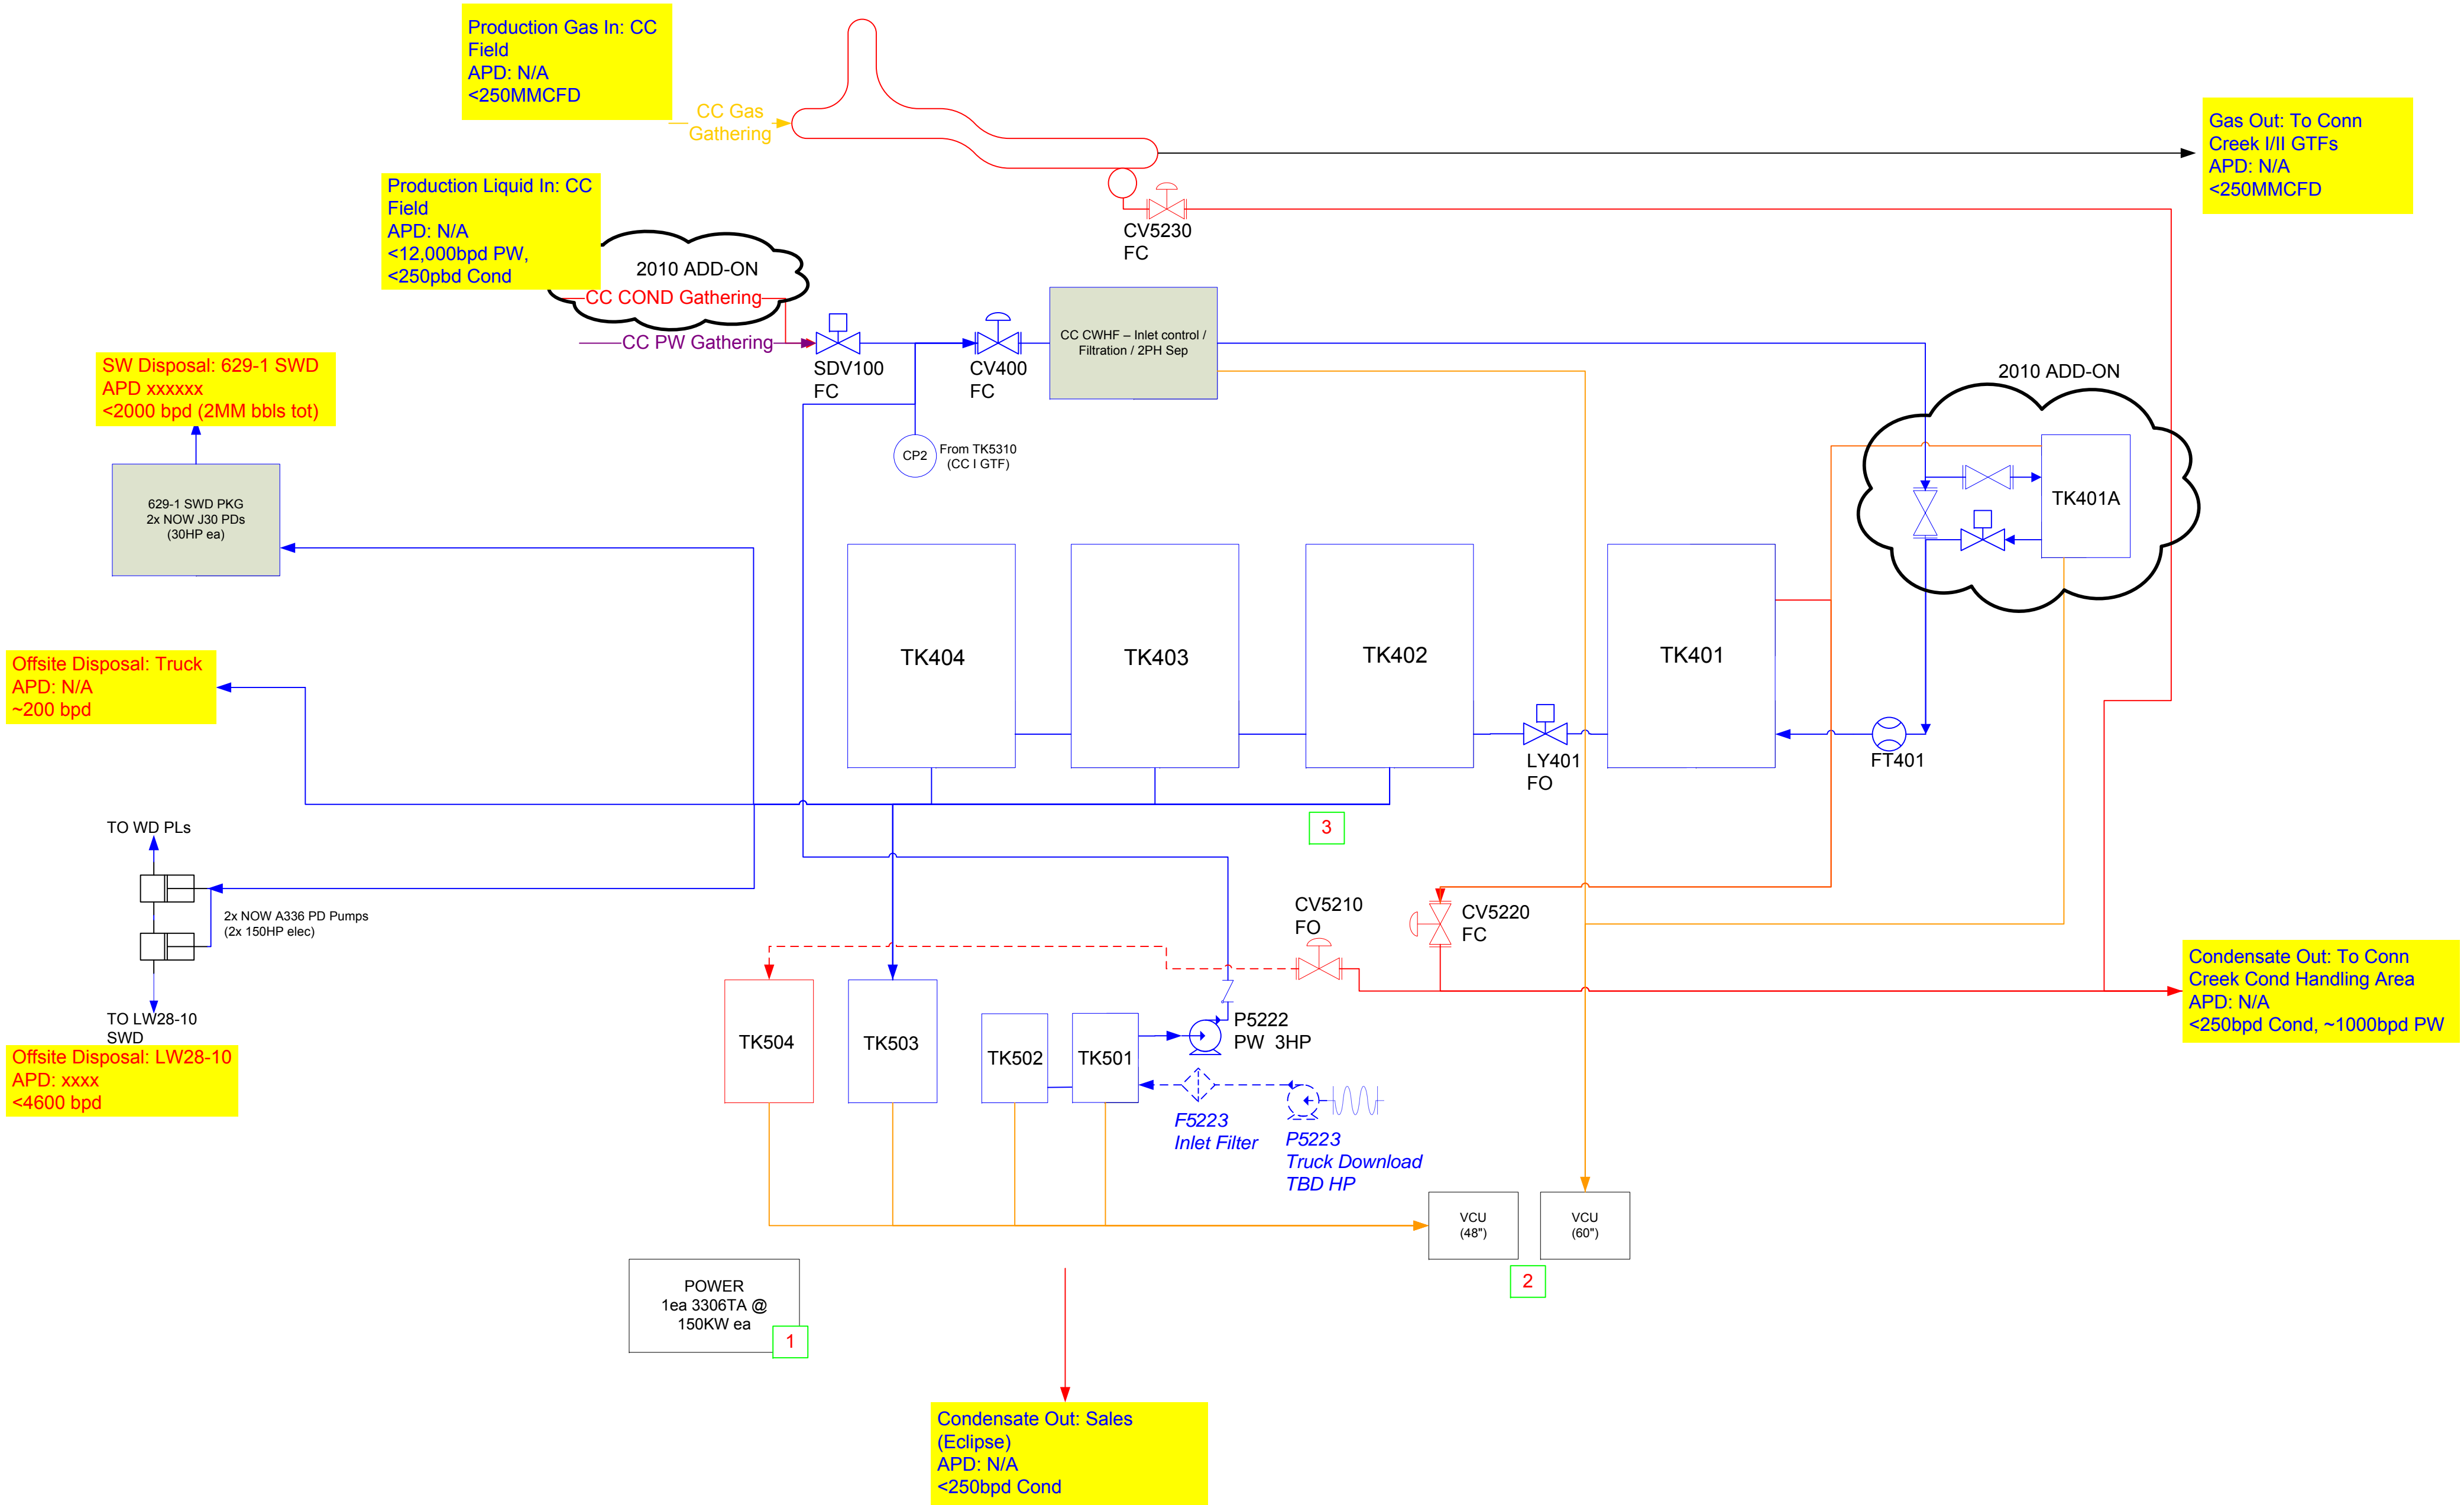 Production Gas In: CC
Field
APD: N/A
<250MMCFD
CC Gas
Gathering
Gas Out: To Conn
Creek I/II GTFs
APD: N/A
<250MMCFD
Production Liquid In: CC
Field
APD: N/A
<12,000bpd PW,
<250pbd Cond
CV5230
FC
2010 ADD-ON
CC COND Gathering
CC PW Gathering
SDV100
FC
CV400
FC
CC CWHF – Inlet control /
Filtration / 2PH Sep
CP2
From TK5310
(CC I GTF)
2010 ADD-ON
TK401A
SW Disposal: 629-1 SWD
APD xxxxxx
<2000 bpd (2MM bbls tot)
629-1 SWD PKG
2x NOW J30 PDs
(30HP ea)
TK404
TK403
TK402
TK401
LY401
FO
FT401
Offsite Disposal: Truck
APD: N/A
~200 bpd
3
TO WD PLs
2x NOW A336 PD Pumps
(2x 150HP elec)
TO LW28-10
SWD
Offsite Disposal: LW28-10
APD: xxxx
<4600 bpd
CV5210
FO
CV5220
FC
Condensate Out: To Conn
Creek Cond Handling Area
APD: N/A
<250bpd Cond, ~1000bpd PW
TK504
TK503
TK502
TK501
P5222
PW 3HP
F5223
Inlet Filter
P5223
Truck Download
TBD HP
VCU
(48")
VCU
(60")
2
POWER
1ea 3306TA @
150KW ea
1
Condensate Out: Sales
(Eclipse)
APD: N/A
<250bpd Cond